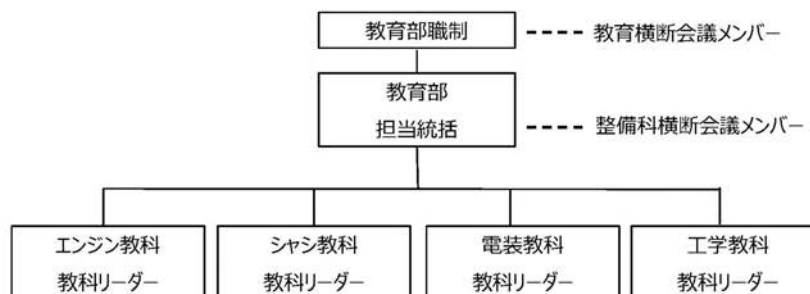 教育部職制
教育横断会議メンバー
教育部
担当統括
整備科横断会議メンバー
エンジン教科
教科リーダー
シャシ教科
教科リーダー
電装教科
教科リーダー
工学教科
教科リーダー